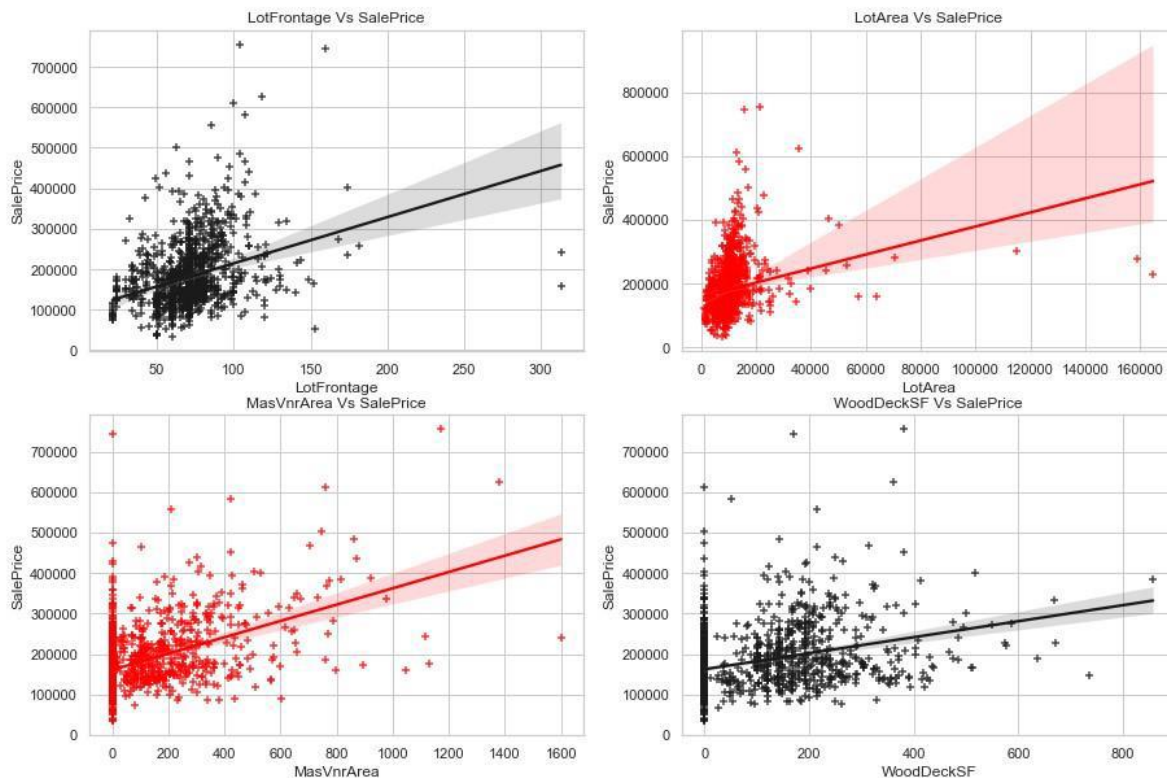 LotFrontage Vs SalePrice
700000
600000
500000
400000
300000
200000
100000
0
SalePrice
50 100 150 200 250 300
LotFrontage
LotArea Vs SalePrice
800000
600000
400000
200000
0
SalePrice
0 20000 40000 60000 80000 100000 120000 140000 160000
LotArea
MasVnrArea Vs SalePrice
700000
600000
500000
400000
300000
200000
100000
0
SalePrice
0 200 400 600 800 1000 1200 1400 1600
MasVnrArea
WoodDeckSF Vs SalePrice
700000
600000
500000
400000
300000
200000
100000
0
SalePrice
0 200 400 600 800
WoodDeckSF